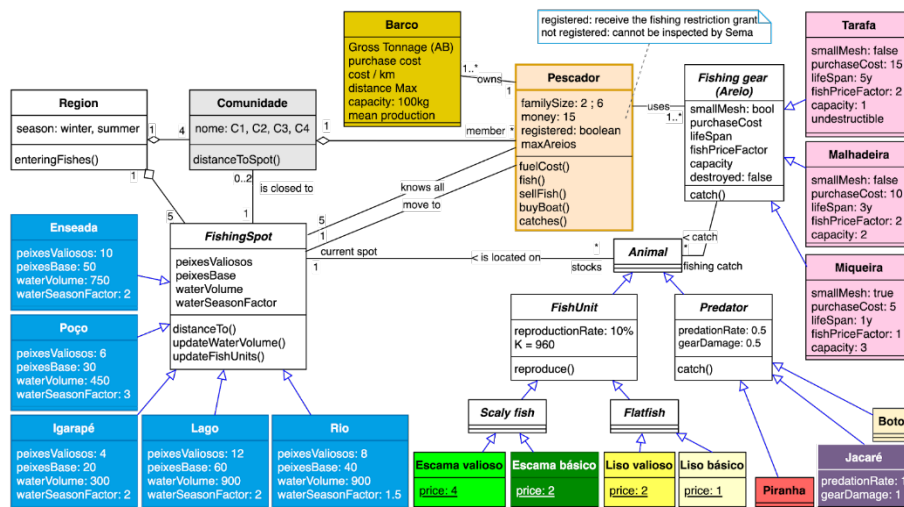 Barco
Gross Tonnage (AB)
purchase cost
cost / km
distance Max
capacity: 100kg
mean production
registered: receive the fishing restriction grant
not registered: cannot be inspected by Sema
Tarafa
smallMesh: false
purchaseCost: 15
lifeSpan: 5y
fishPriceFactor: 2
capacity: 1
undestructible
1..*
owns
1
Pescador
familySize: 2 ; 6
money: 15
registered: boolean
maxAreios
fuelCost()
fish()
sellFish()
buyBoat()
catches()
uses
1..*
Fishing gear
(Areio)
smallMesh: bool
purchaseCost
lifeSpan
fishPriceFactor
capacity
destroyed: false
catch()
Region
season: winter, summer
enteringFishes()
1
4
Comunidade
nome: C1, C2, C3, C4
distanceToSpot()
1
member
*
Malhadeira
smallMesh: false
purchaseCost: 10
lifeSpan: 3y
fishPriceFactor: 2
capacity: 2
1
5
0..2
is closed to
1
knows all
move to
5
1
current spot
1
< is located on
*
stocks
< catch
*
fishing catch
Enseada
peixesValiosos: 10
peixesBase: 50
waterVolume: 750
waterSeasonFactor: 2
FishingSpot
peixesValiosos
peixesBase
waterVolume
waterSeasonFactor
distanceTo()
updateWaterVolume()
updateFishUnits()
Animal
Miqueira
smallMesh: true
purchaseCost: 5
lifeSpan: 1y
fishPriceFactor: 1
capacity: 3
Poço
peixesValiosos: 6
peixesBase: 30
waterVolume: 450
waterSeasonFactor: 3
FishUnit
reproductionRate: 10%
K = 960
reproduce()
Predator
predationRate: 0.5
gearDamage: 0.5
catch()
Igarapé
peixesValiosos: 4
peixesBase: 20
waterVolume: 300
waterSeasonFactor: 2
Lago
peixesValiosos: 12
peixesBase: 60
waterVolume: 900
waterSeasonFactor: 2
Rio
peixesValiosos: 8
peixesBase: 40
waterVolume: 900
waterSeasonFactor: 1.5
Scaly fish
Flatfish
Boto
Escama valioso
price: 4
Escama básico
price: 2
Liso valioso
price: 2
Liso básico
price: 1
Piranha
Jacaré
predationRate: 1
gearDamage: 1